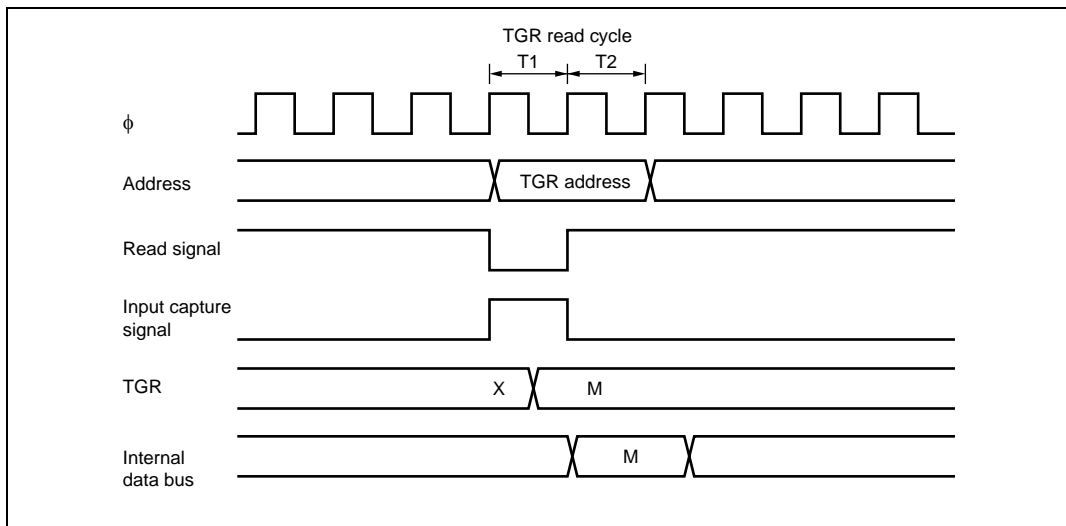 TGR read cycle
T1 T2
φ
Address
TGR address
Read signal
Input capture
signal
TGR
X M
Internal
data bus
M